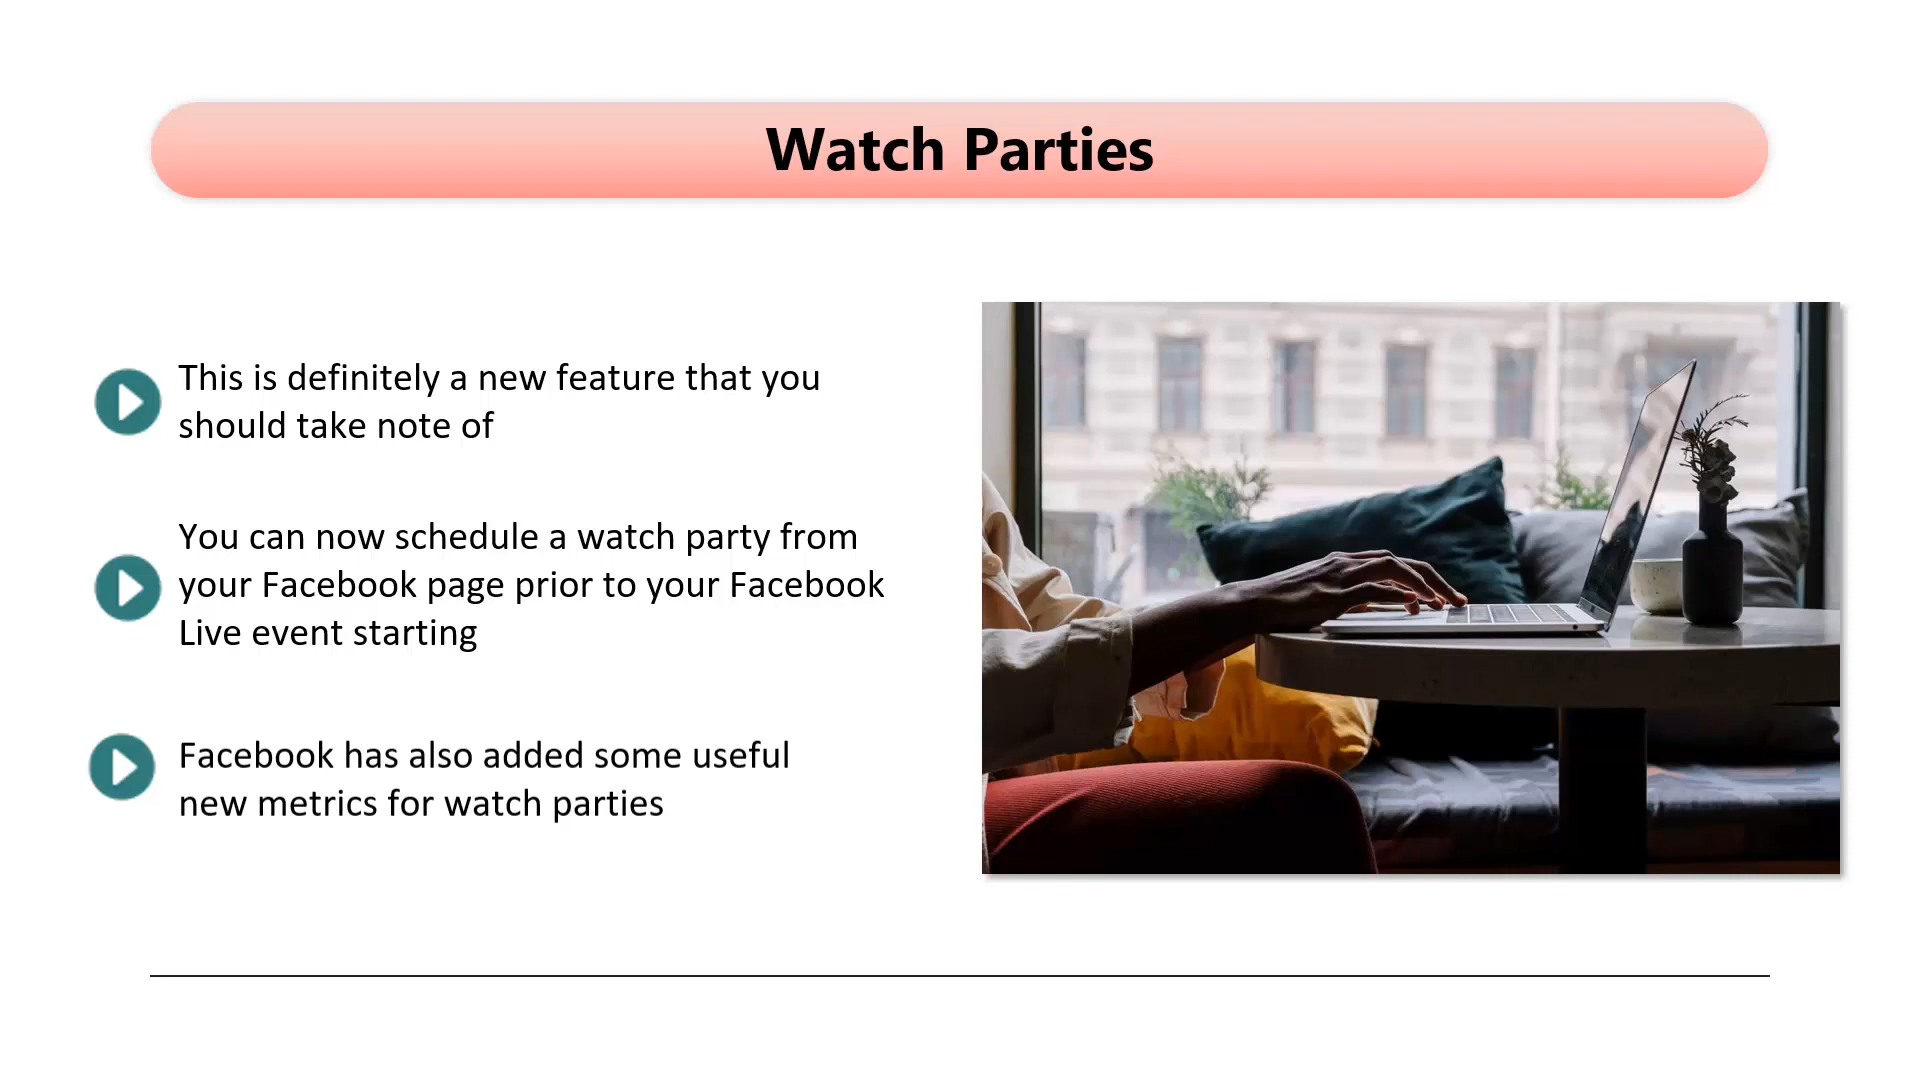 Watch Parties
This is definitely a new feature that you
should take note of
You can now schedule a watch party from
your Facebook page prior to your Facebook
Live event starting
Facebook has also added some useful
new metrics for watch parties